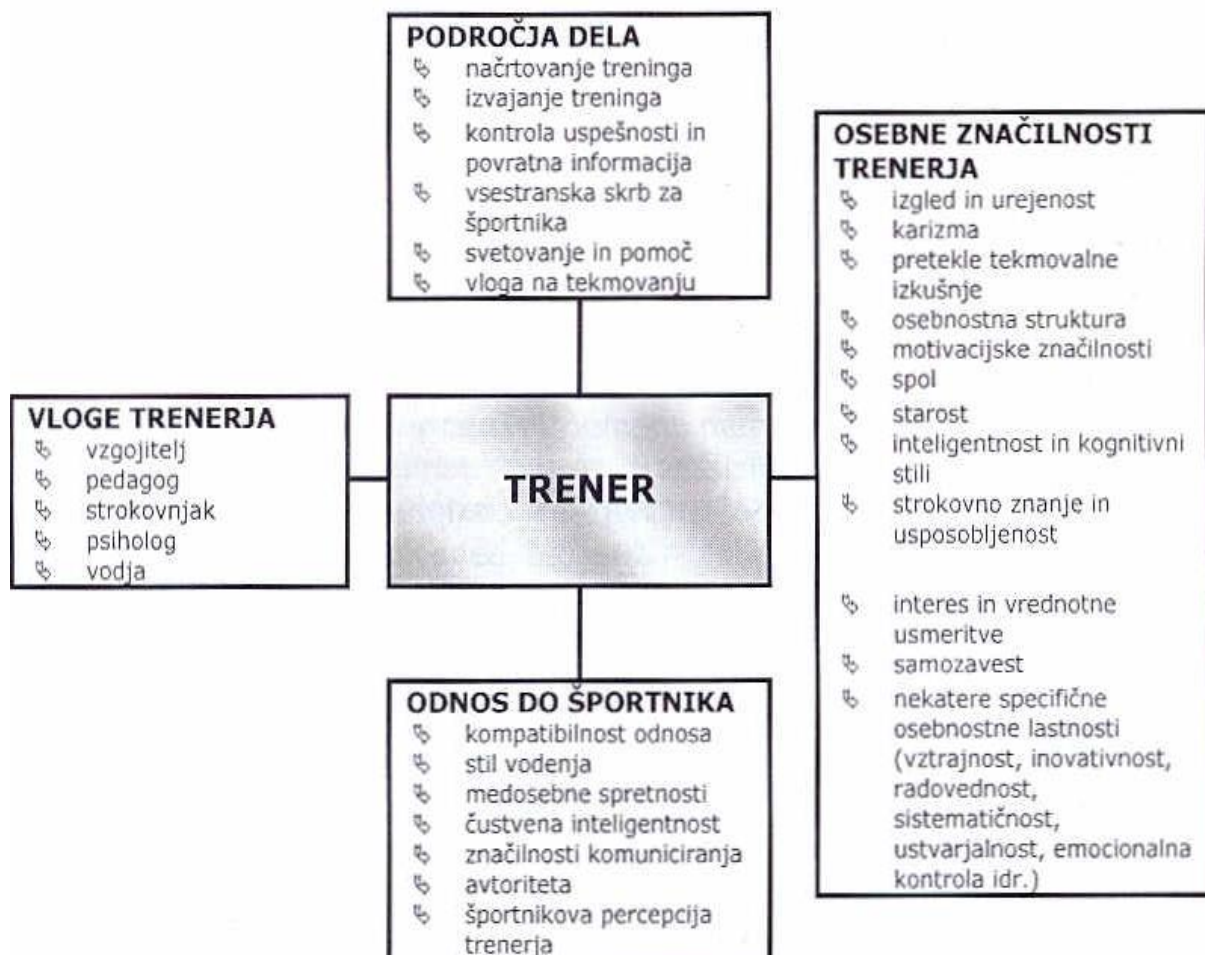 PODROČJA DELA
načrtovanje treninga
izvajanje treninga
kontrola uspešnosti in
povratna informacija
vsestranska skrb za
športnika
svetovanje in pomoč
vloga na tekmovanju
VLOGE TRENERJA
vzgojitelj
pedagog
strokovnjak
psiholog
vodja
TRENER
OSEBNE ZNAČILNOSTI
TRENERJA
izgled in urejenost
karizma
pretekle tekmovalne
izkušnje
osebnostna struktura
motivacijske značilnosti
spol
starost
inteligentnost in kognitivni
stili
strokovno znanje in
usposobljenost
interes in vrednotne
usmeritve
samozavest
nekatere specifične
osebnostne lastnosti
(vztrajnost, inovativnost,
radovednost,
sistematičnost,
ustvarjalnost, emocionalna
kontrola idr.)
ODNOS DO ŠPORTNIKA
kompatibilnost odnosa
stil vodenja
medosebne spretnosti
čustvena inteligentnost
značilnosti komuniciranja
avtoriteta
športnikova percepcija
trenerja